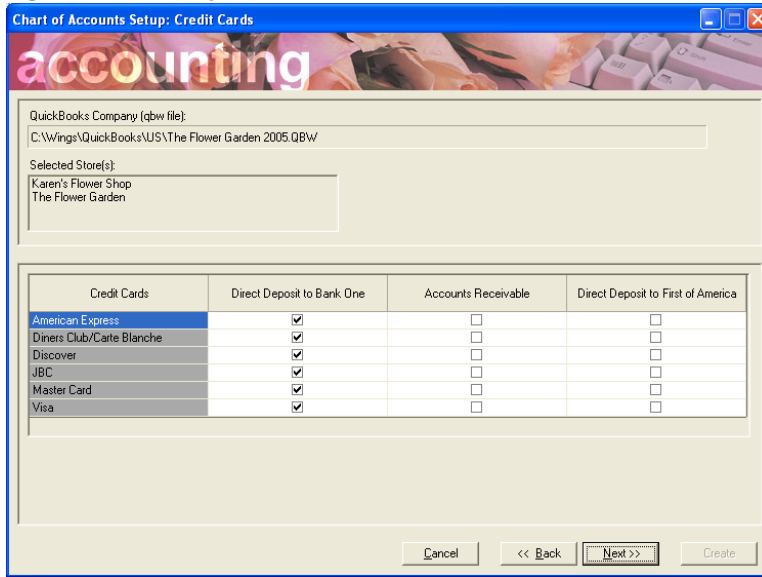 Chart of Accounts Setup: Credit Cards
accounting
QuickBooks Company (qbw file):
C:\Wings\QuickBooks\US\The Flower Garden 2005.QBW
Selected Store(s):
Karen's Flower Shop
The Flower Garden
Credit Cards Direct Deposit to Bank One Accounts Receivable Direct Deposit to First of America
American Express
Diners Club/Carte Blanche
Discover
JBC
Master Card
Visa
Cancel << Back Next >> Create